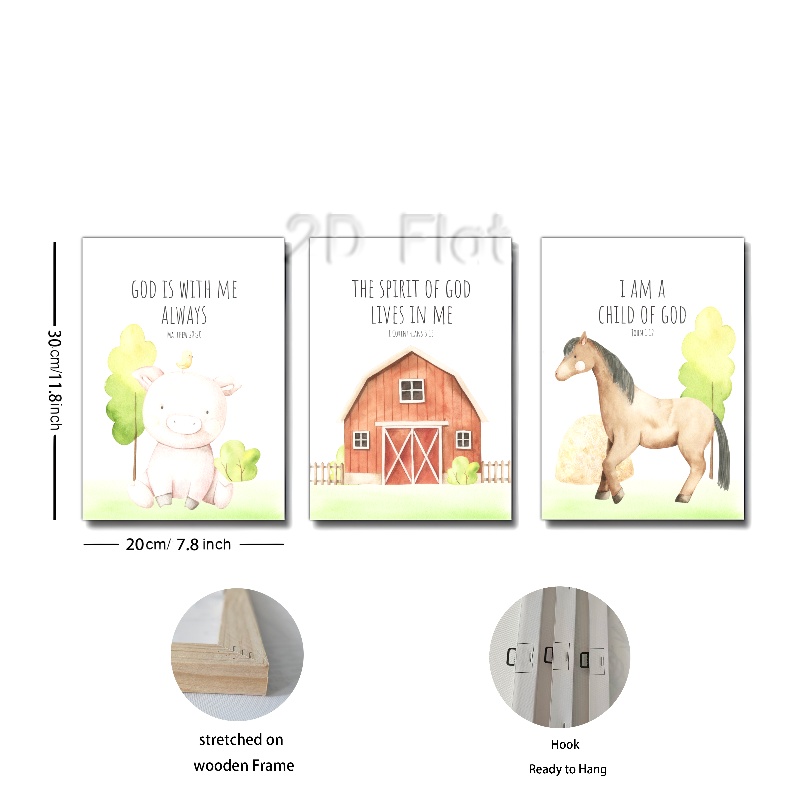 2D Flat
GOD IS WITH ME
ALWAYS
THE SPIRIT OF GOD
LIVES IN ME
I AM A
CHILD OF GOD
30cm/11.8inch
20cm/ 7.8 inch
stretched on
wooden Frame
Hook
Ready to Hang